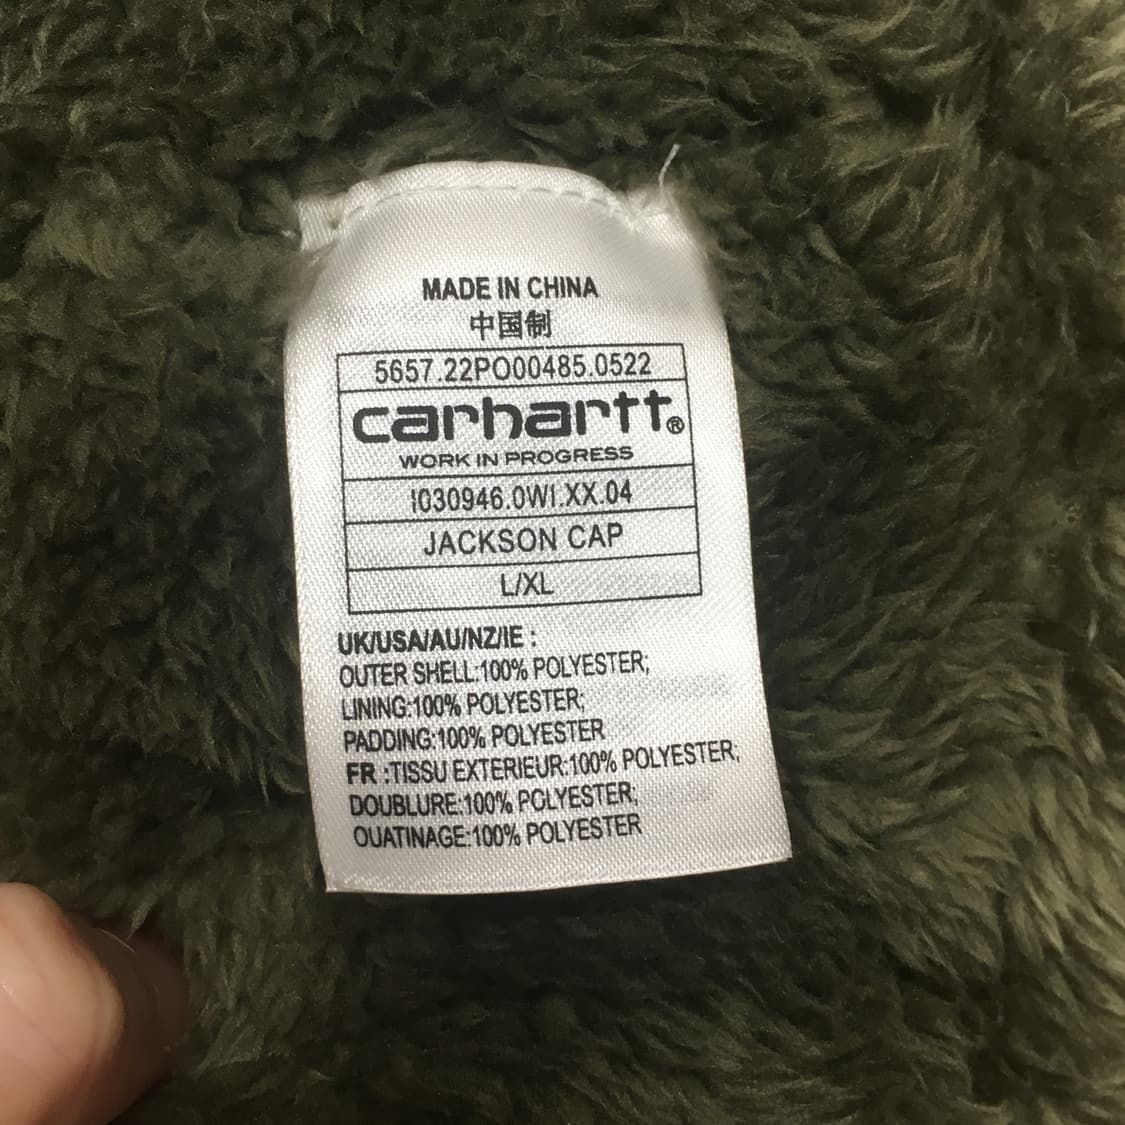 MADE IN CHINA
中国制
5657.22PO00485.0522
carhartt®
WORK IN PROGRESS
I030946.0WI.XX.04
JACKSON CAP
L/XL
UK/USA/AU/NZ/IE :
OUTER SHELL:100% POLYESTER;
LINING:100% POLYESTER;
PADDING:100% POLYESTER
FR :TISSU EXTERIEUR:100% POLYESTER;
DOUBLURE:100% POLYESTER;
OUATINAGE:100% POLYESTER